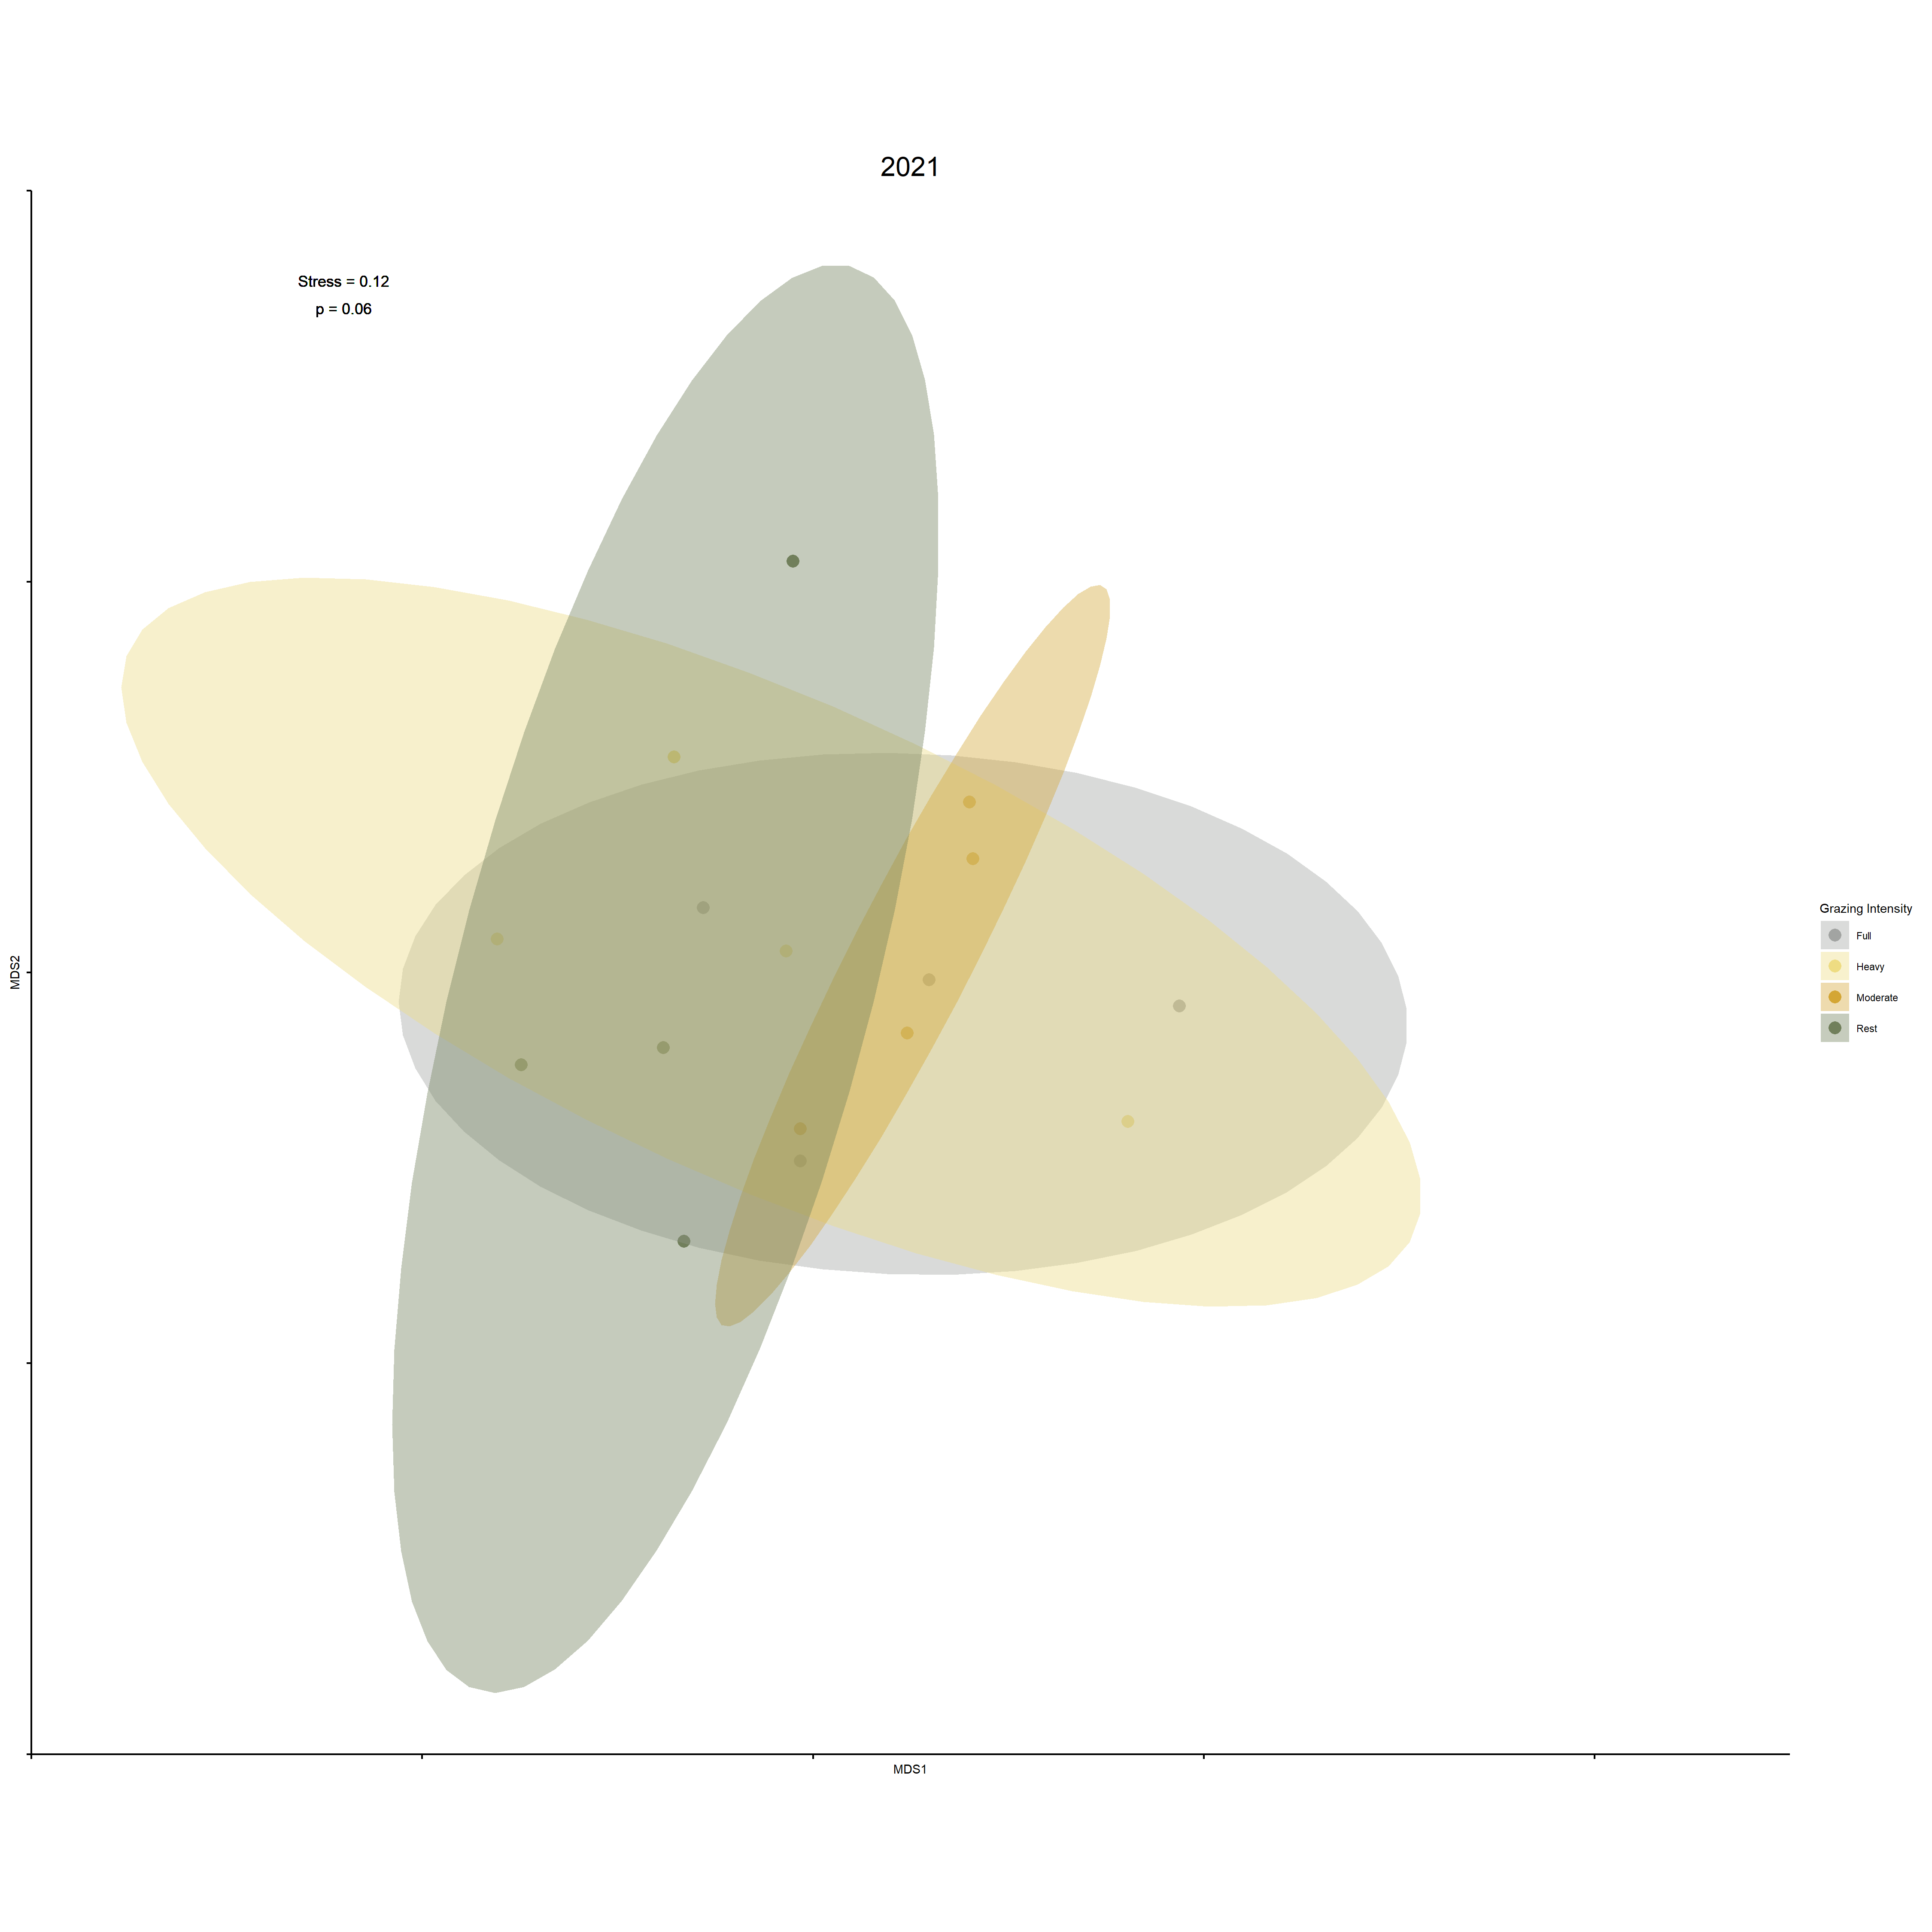 2021
Stress = 0.12
p = 0.06
MDS2
MDS1
Grazing Intensity
Full
Heavy
Moderate
Rest